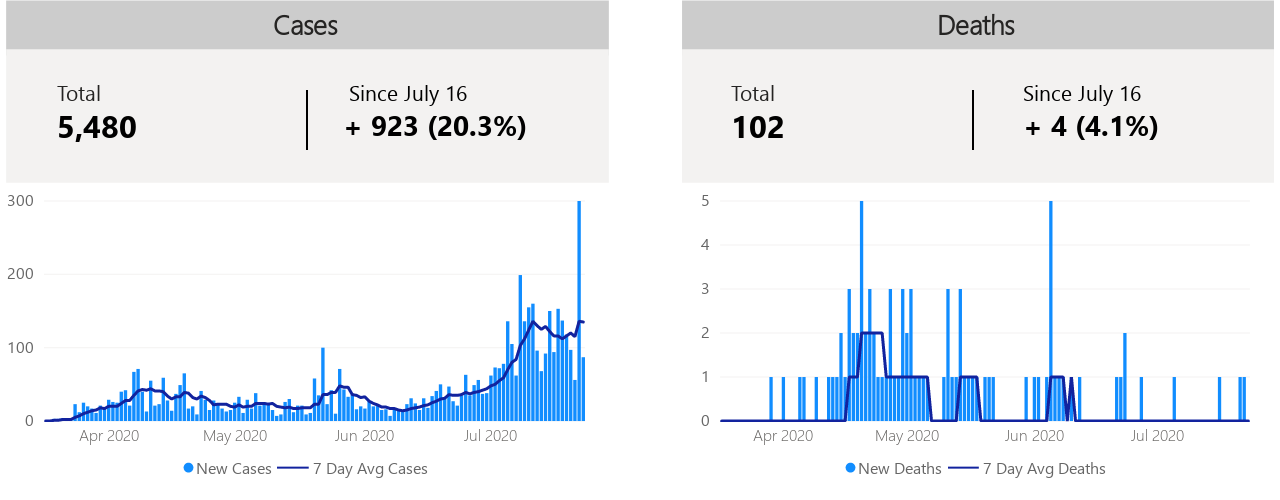 Cases
Total
Since July 16
5,480
+ 923 (20.3%)
300
200
100
0
Apr 2020
May 2020
Jun 2020
Jul 2020
New Cases
7 Day Avg Cases
Deaths
Total
Since July 16
102
+ 4 (4.1%)
5
4
3
2
1
0
Apr 2020
May 2020
Jun 2020
Jul 2020
New Deaths
7 Day Avg Deaths